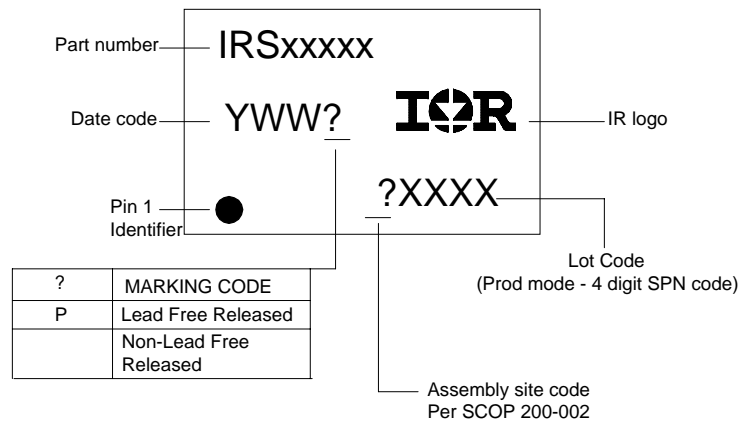 Part number
IRSxxxxx
Date code
YWW?
IOR
IR logo
?XXXX
Pin 1
Identifier
Lot Code
(Prod mode - 4 digit SPN code)
? MARKING CODE
P Lead Free Released
Non-Lead Free
Released
Assembly site code
Per SCOP 200-002